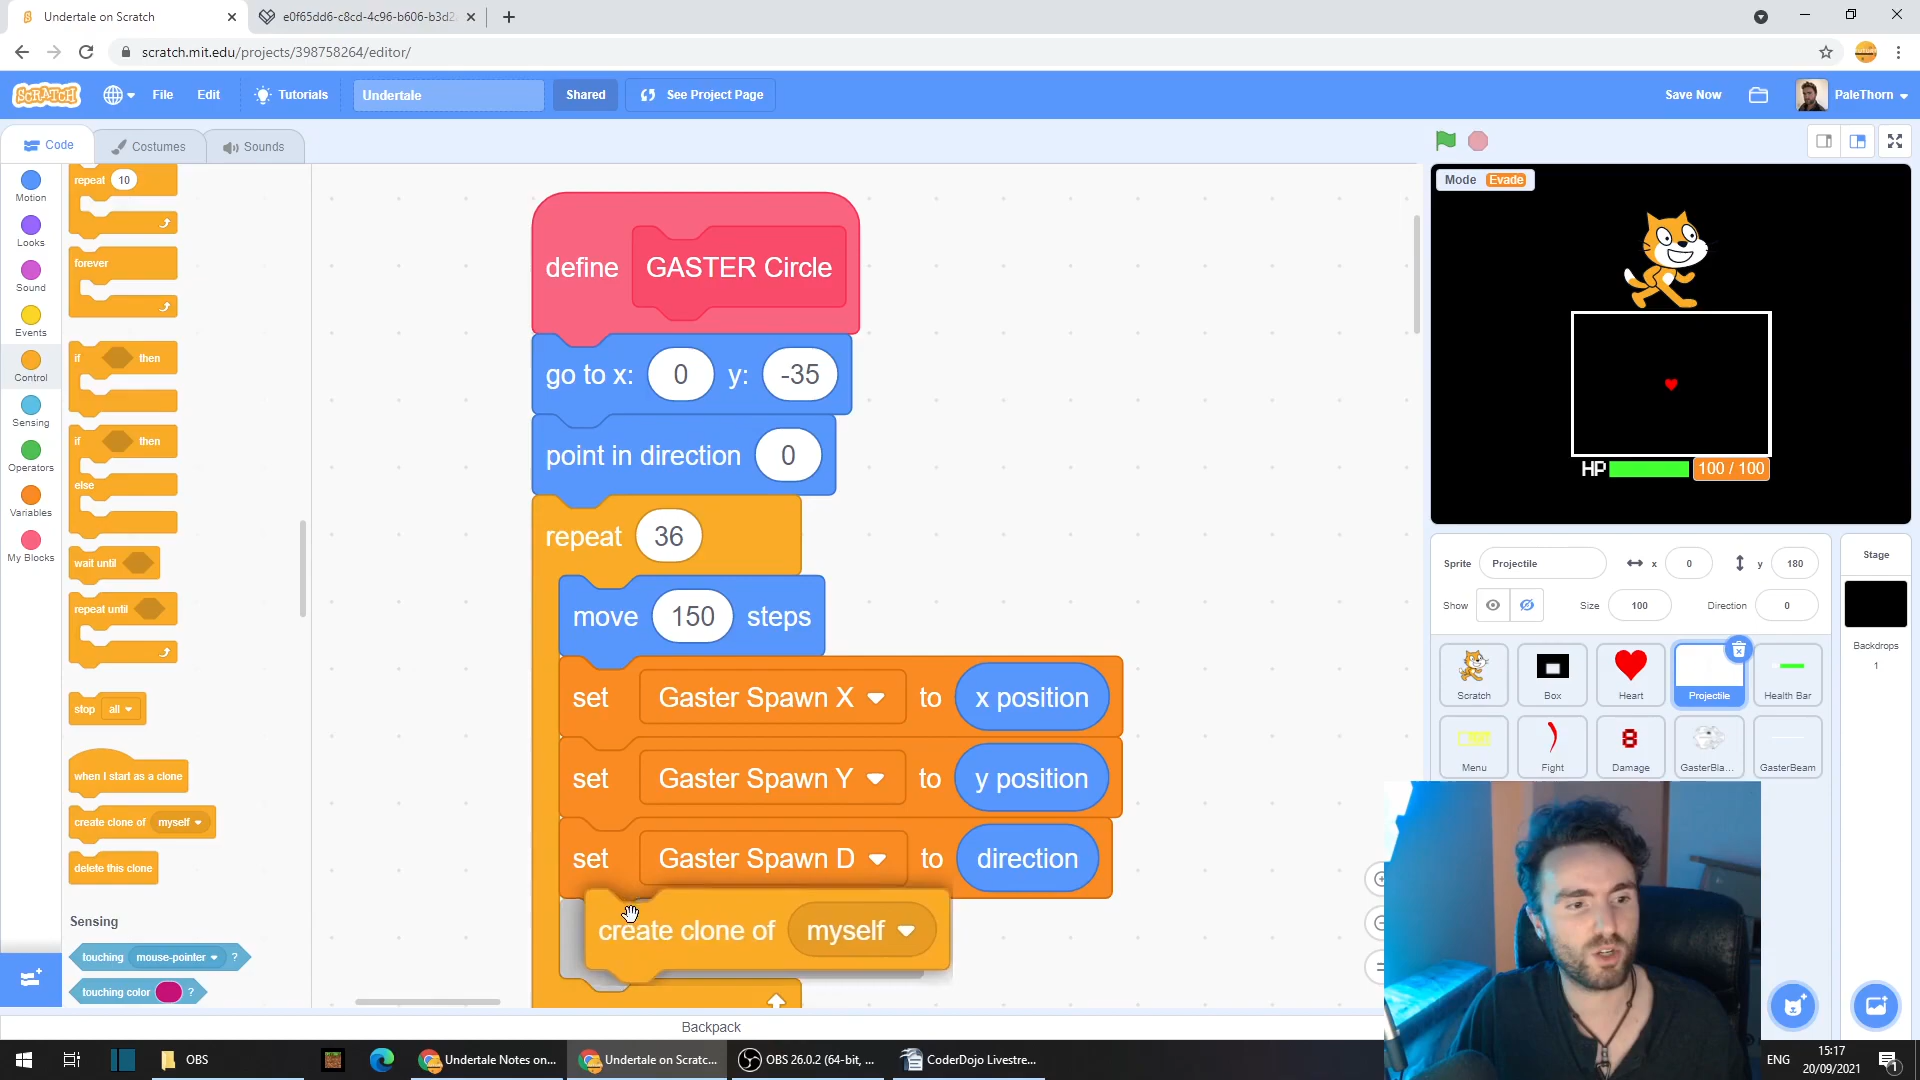 Undertale on Scratch
e0f65dd6-c8cd-4c96-b606-b3d2
scratch.mit.edu/projects/398758264/editor/
SCRATCH
File
Edit
Tutorials
Undertale
Shared
See Project Page
Save Now
PaleThorn
Code
Costumes
Sounds
Motion
Looks
Sound
Events
Control
Sensing
Operators
Variables
My Blocks
repeat 10
forever
if then
if then
else
wait until
repeat until
stop all
when I start as a clone
create clone of myself
delete this clone
Sensing
touching mouse-pointer ?
touching color ?
define GASTER Circle
go to x: 0 y: -35
point in direction 0
repeat 36
move 150 steps
set Gaster Spawn X to x position
set Gaster Spawn Y to y position
set Gaster Spawn D to direction
create clone of myself
Backpack
Mode Evade
HP 100 / 100
Sprite Projectile x 0 y 180
Show Size 100 Direction 0
Stage
Backdrops
1
Scratch
Box
Heart
Projectile
Health Bar
Menu
Fight
8
Damage
GasterBla...
GasterBeam
OBS
Undertale Notes on...
Undertale on Scratc...
OBS 26.0.2 (64-bit, ...
CoderDojo Livestre...
ENG
15:17
20/09/2021
1